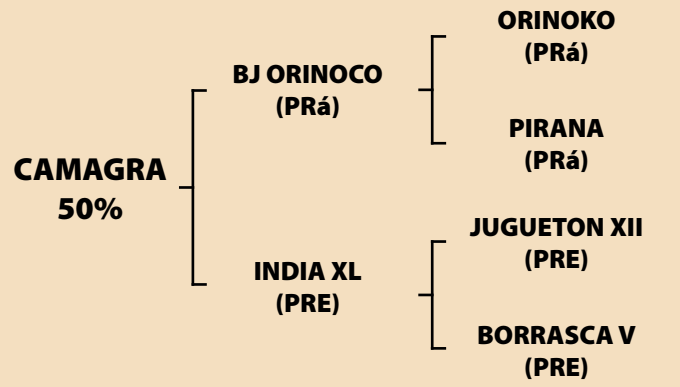 CAMAGRA
50%
BJ ORINOCO
(PRá)
INDIA XL
(PRE)
ORINOKO
(PRá)
PIRANA
(PRá)
JUGUETON XII
(PRE)
BORRASCA V
(PRE)